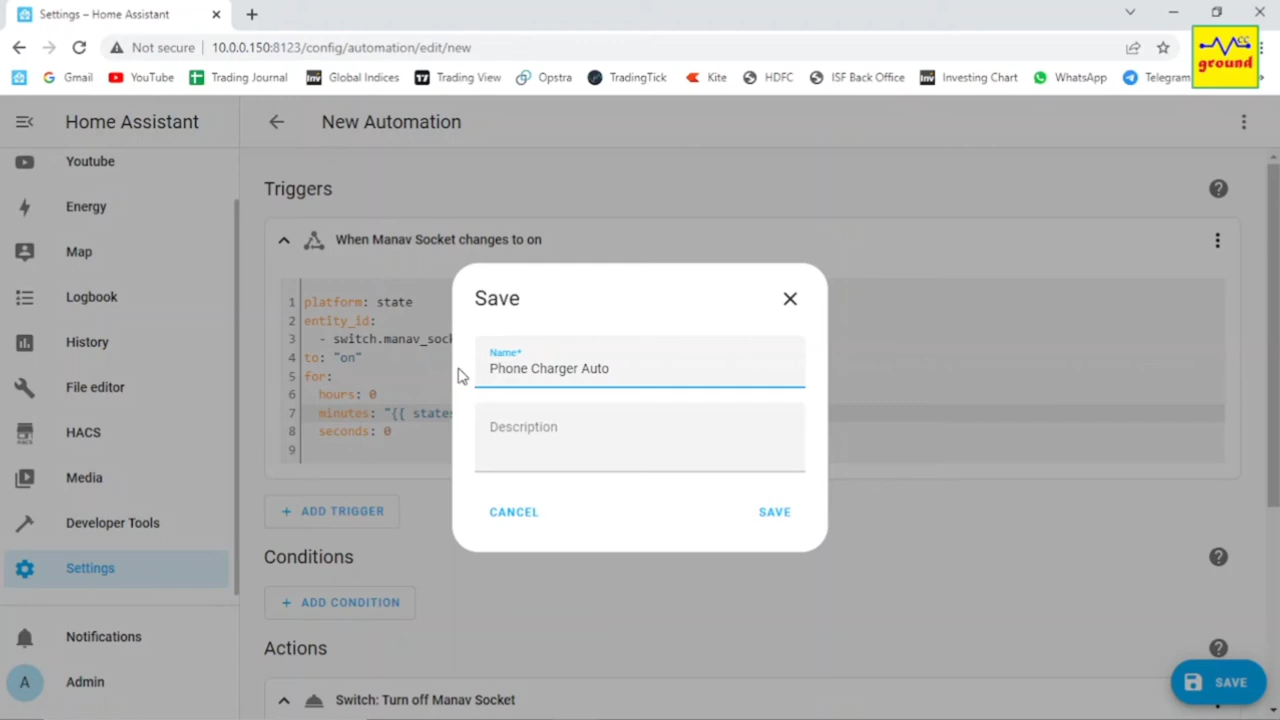 Settings – Home Assistant
Not secure 10.0.0.150:8123/config/automation/edit/new
CC
ground
Gmail YouTube Trading Journal Global Indices Trading View Opstra TradingTick Kite HDFC ISF Back Office Investing Chart WhatsApp Telegram
Home Assistant
New Automation
Youtube
Energy
Map
Logbook
History
File editor
HACS
Media
Developer Tools
Settings
Notifications
A Admin
Triggers
When Manav Socket changes to on
1 platform: state
2 entity_id:
3 - switch.manav_sock
4 to: "on"
5 for:
6 hours: 0
7 minutes: "{{ states
8 seconds: 0
9
+ ADD TRIGGER
Conditions
+ ADD CONDITION
Actions
Switch: Turn off Manav Socket
Save
Name*
Phone Charger Auto
Description
CANCEL SAVE
SAVE